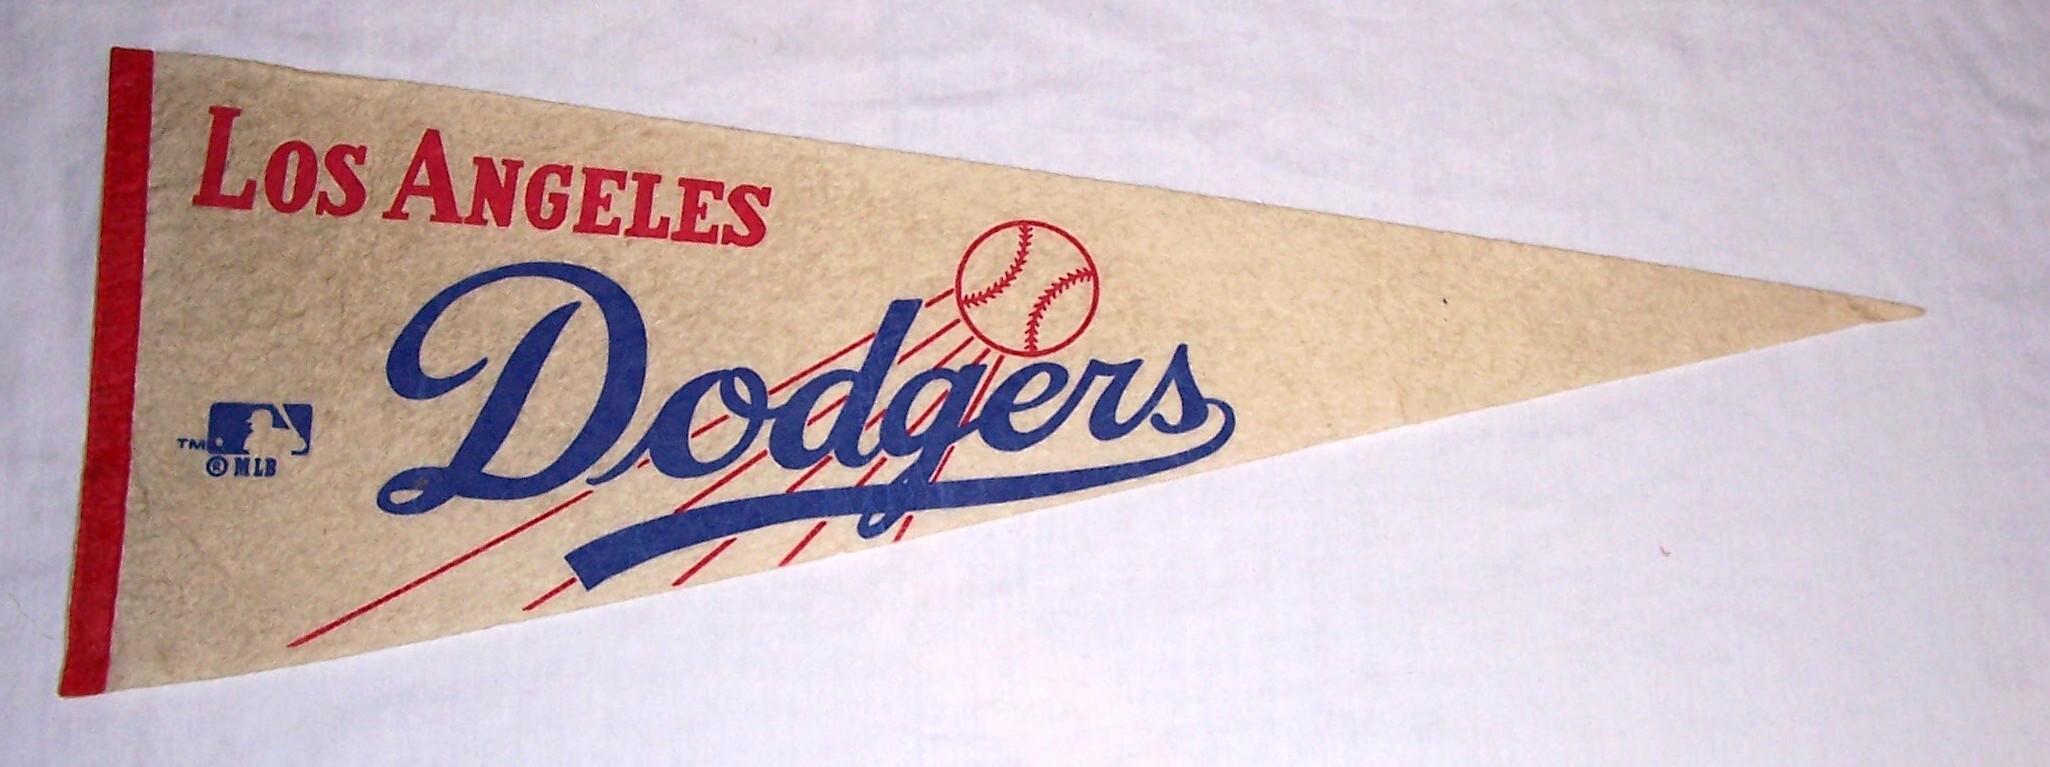 LOS ANGELES
Dodgers
TM
® MLB